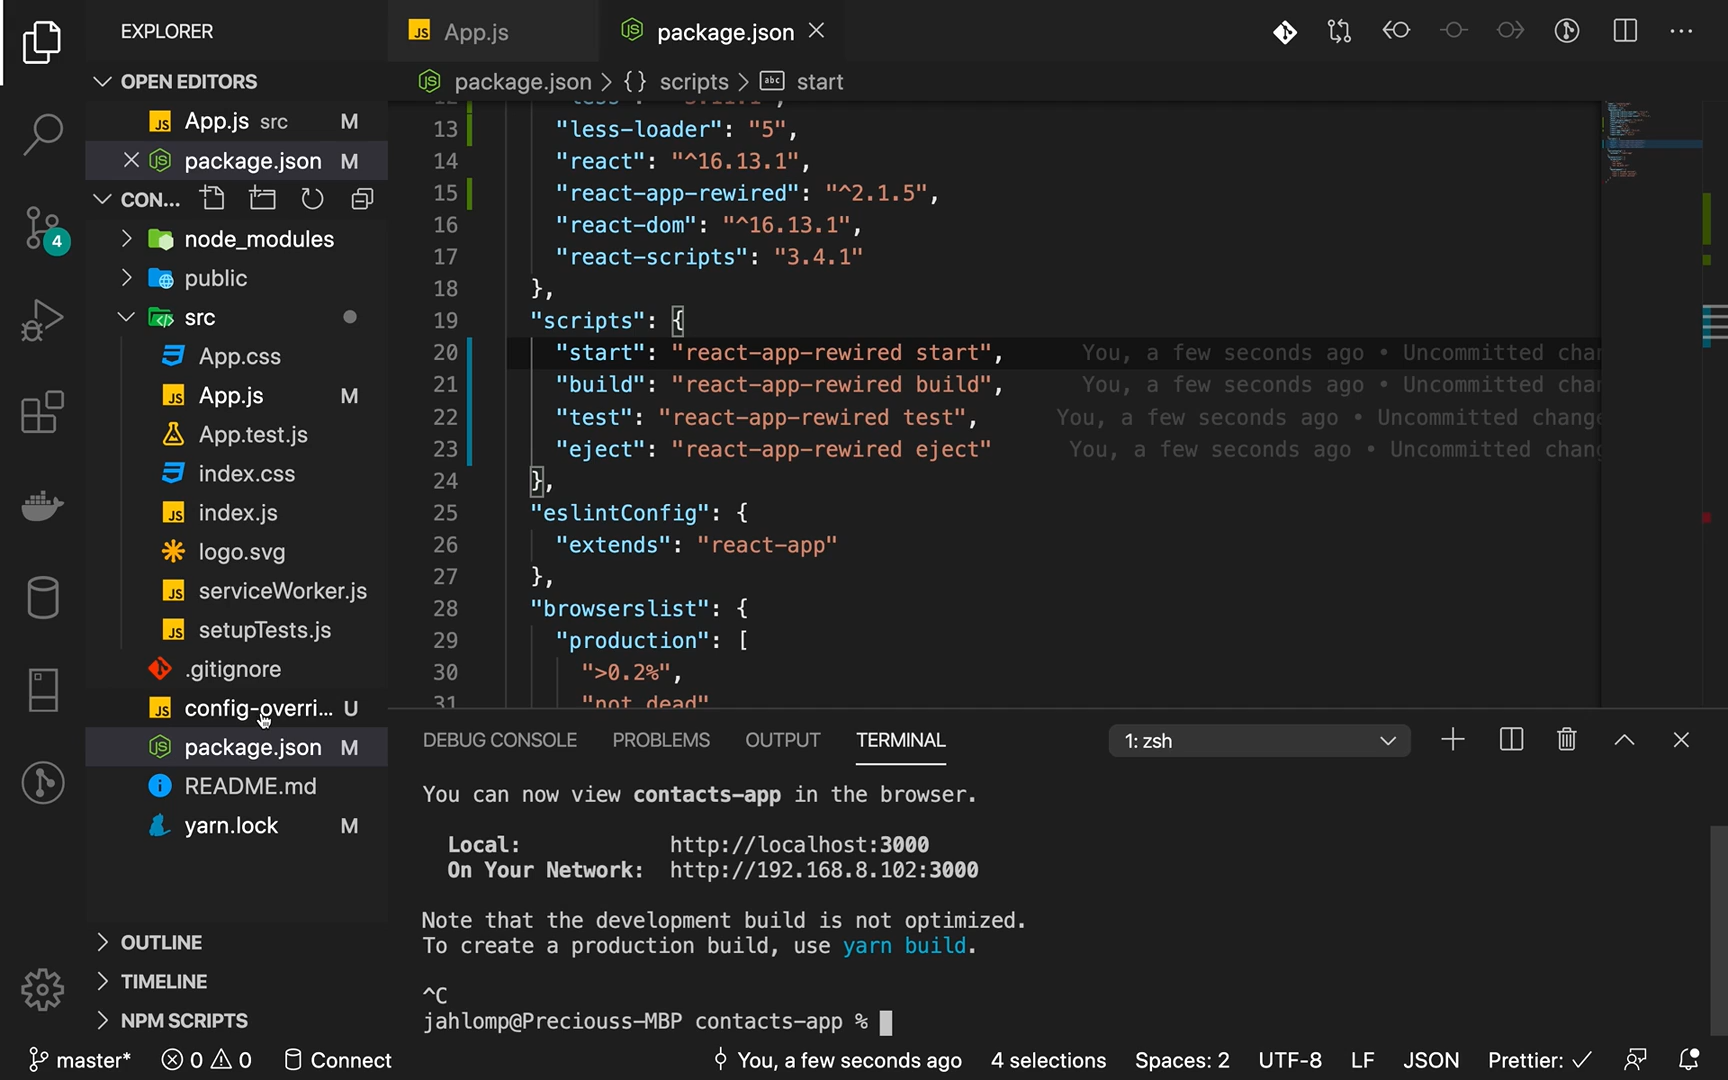 EXPLORER
App.js
package.json
OPEN EDITORS
App.js src M
package.json M
CON...
node_modules
public
src
App.css
App.js M
App.test.js
index.css
index.js
logo.svg
serviceWorker.js
setupTests.js
.gitignore
config-overri... U
package.json M
README.md
yarn.lock M
OUTLINE
TIMELINE
NPM SCRIPTS
4
package.json > {} scripts > abc start
13 "less-loader": "5",
14 "react": "^16.13.1",
15 "react-app-rewired": "^2.1.5",
16 "react-dom": "^16.13.1",
17 "react-scripts": "3.4.1"
18 },
19 "scripts": {
20 "start": "react-app-rewired start", You, a few seconds ago • Uncommitted chan
21 "build": "react-app-rewired build", You, a few seconds ago • Uncommitted chan
22 "test": "react-app-rewired test", You, a few seconds ago • Uncommitted change
23 "eject": "react-app-rewired eject" You, a few seconds ago • Uncommitted chang
24 },
25 "eslintConfig": {
26 "extends": "react-app"
27 },
28 "browserslist": {
29 "production": [
30 ">0.2%",
31 "not dead"
DEBUG CONSOLE PROBLEMS OUTPUT TERMINAL 1: zsh
You can now view contacts-app in the browser.
Local: http://localhost:3000
On Your Network: http://192.168.8.102:3000
Note that the development build is not optimized.
To create a production build, use yarn build.
^C
jahlomp@Preciouss-MBP contacts-app %
master* 0 0 Connect You, a few seconds ago 4 selections Spaces: 2 UTF-8 LF JSON Prettier: ✓